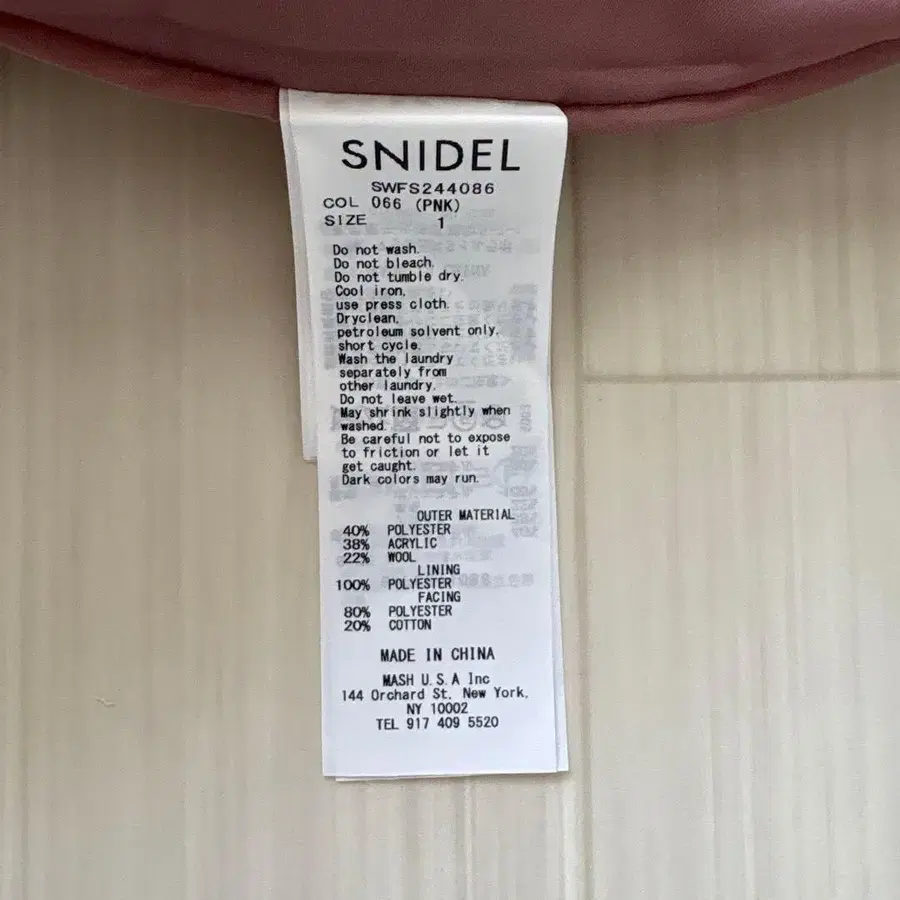 SNIDEL
SWFS244086
COL 066 (PNK)
SIZE 1
Do not wash.
Do not bleach.
Do not tumble dry.
Cool iron,
use press cloth.
Dryclean,
petroleum solvent only,
short cycle.
Wash the laundry
separately from
other laundry.
Do not leave wet.
May shrink slightly when
washed.
Be careful not to expose
to friction or let it
get caught.
Dark colors may run.
OUTER MATERIAL
40% POLYESTER
38% ACRYLIC
22% WOOL
LINING
100% POLYESTER
FACING
80% POLYESTER
20% COTTON
MADE IN CHINA
MASH U.S.A Inc
144 Orchard St. New York,
NY 10002
TEL 917 409 5520